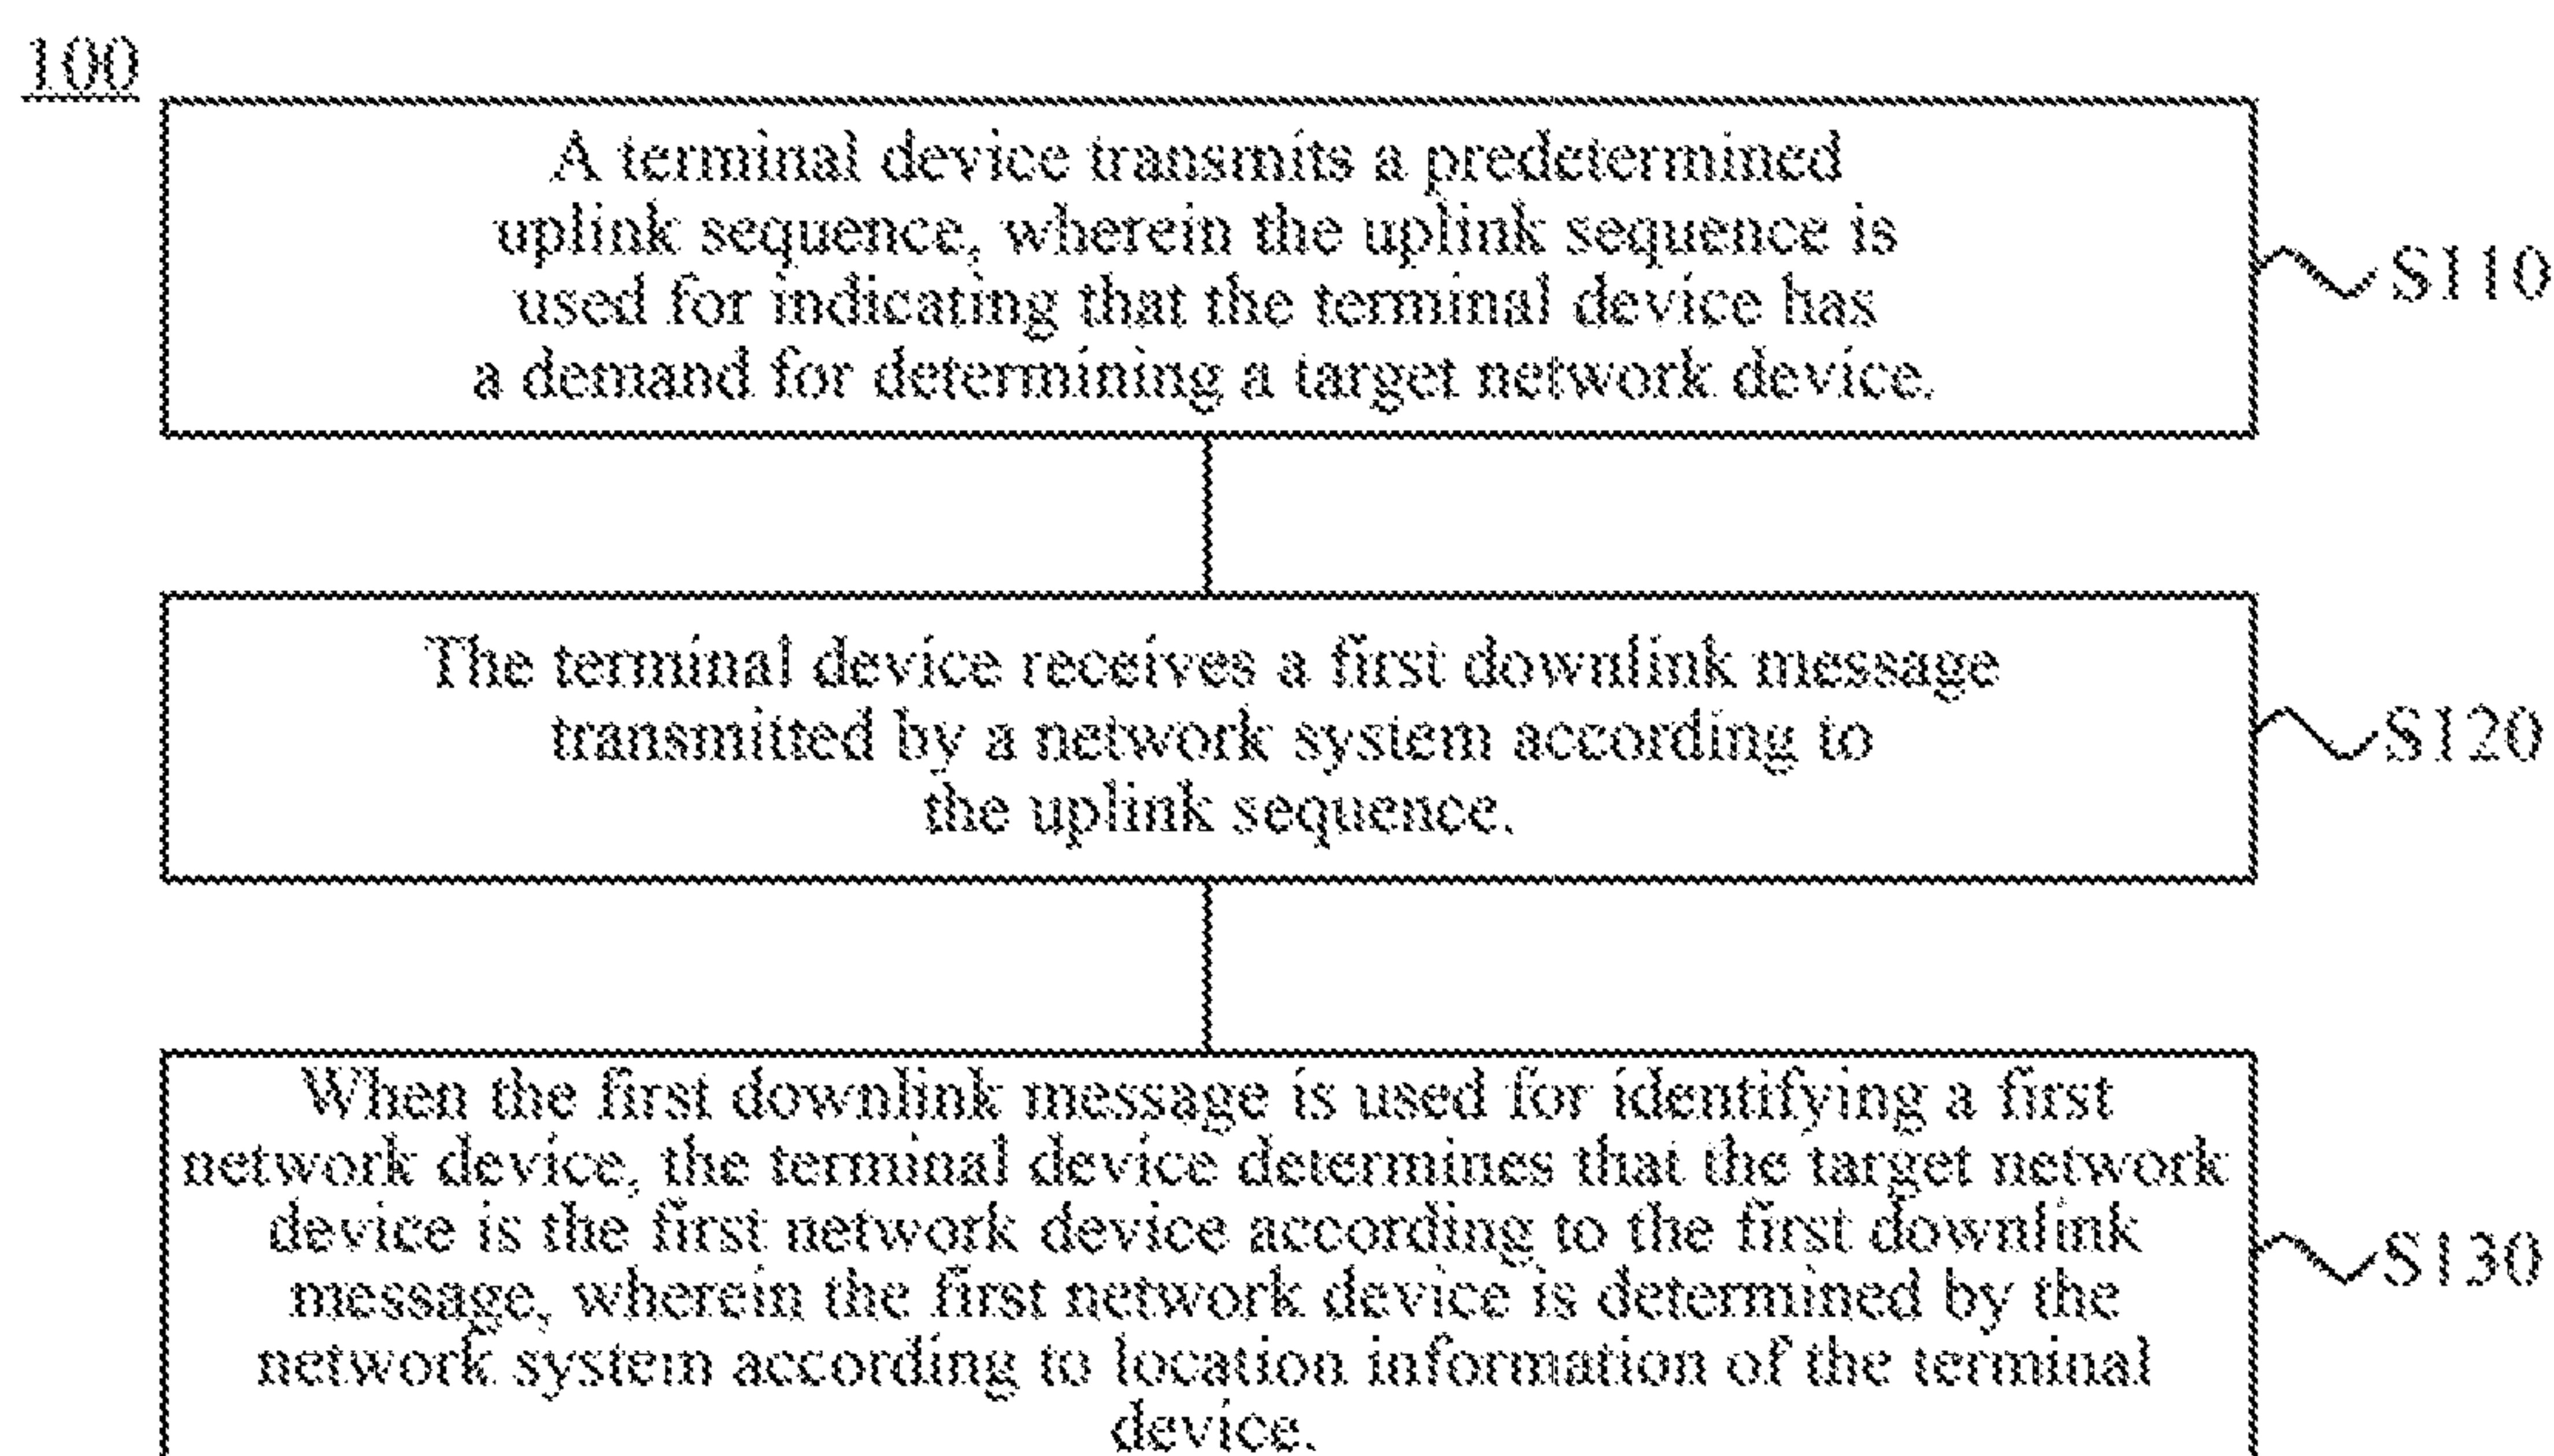 100
A terminal device transmits a predetermined
uplink sequence, wherein the uplink sequence is
used for indicating that the terminal device has
a demand for determining a target network device.
S110
The terminal device receives a first downlink message
transmitted by a network system according to
the uplink sequence.
S120
When the first downlink message is used for identifying a first
network device, the terminal device determines that the target network
device is the first network device according to the first downlink
message, wherein the first network device is determined by the
network system according to location information of the terminal
device.
S130